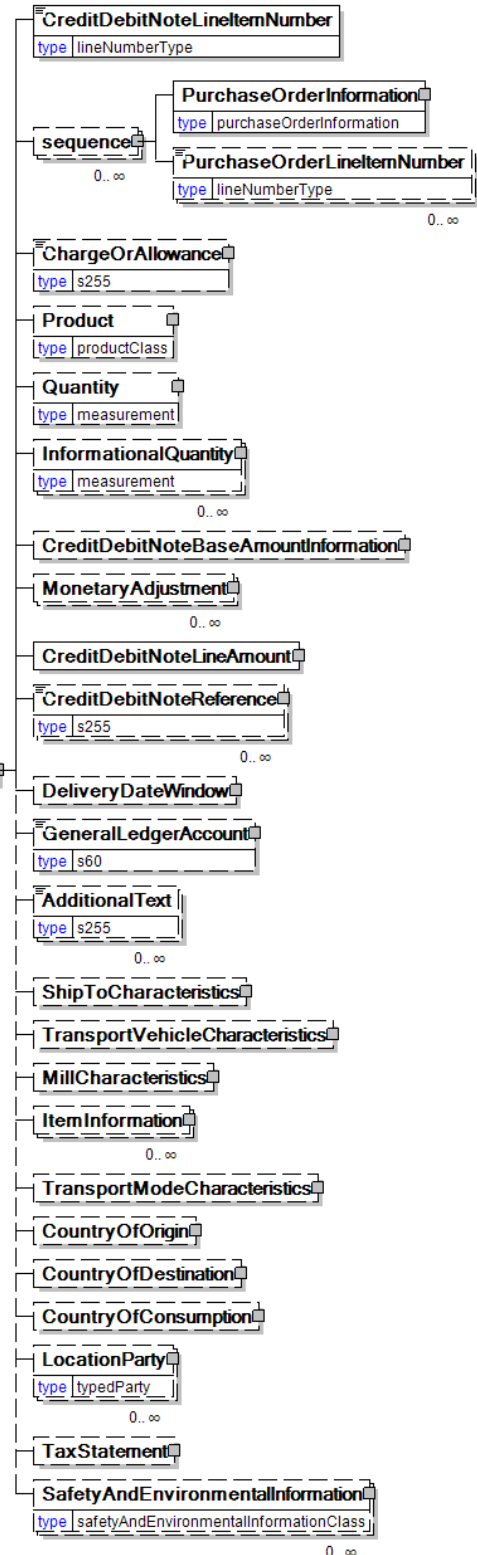 CreditDebitNoteLineItemNumber
type lineNumberType
PurchaseOrderInformation
type purchaseOrderInformation
sequence
0.. ∞
PurchaseOrderLineItemNumber
type lineNumberType
0.. ∞
ChargeOrAllowance
type s255
Product
type productClass
Quantity
type measurement
InformationalQuantity
type measurement
0.. ∞
CreditDebitNoteBaseAmountInformation
MonetaryAdjustment
0.. ∞
CreditDebitNoteLineAmount
CreditDebitNoteReference
type s255
0.. ∞
DeliveryDateWindow
GeneralLedgerAccount
type s60
AdditionalText
type s255
0.. ∞
ShipToCharacteristics
TransportVehicleCharacteristics
MillCharacteristics
ItemInformation
0.. ∞
TransportModeCharacteristics
CountryOfOrigin
CountryOfDestination
CountryOfConsumption
LocationParty
type typedParty
0.. ∞
TaxStatement
SafetyAndEnvironmentalInformation
type safetyAndEnvironmentalInformationClass
0.. ∞